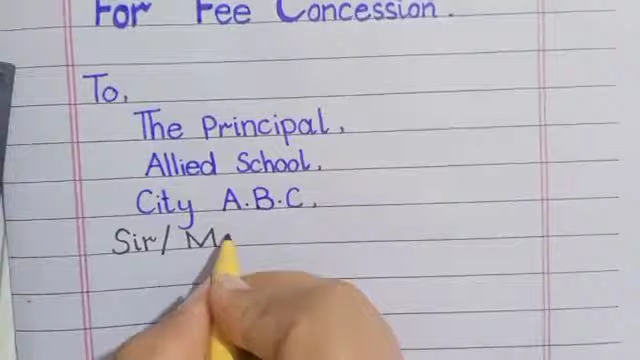 For Fee Concession.
To,
The Principal,
Allied School,
City A.B.C.
Sir/